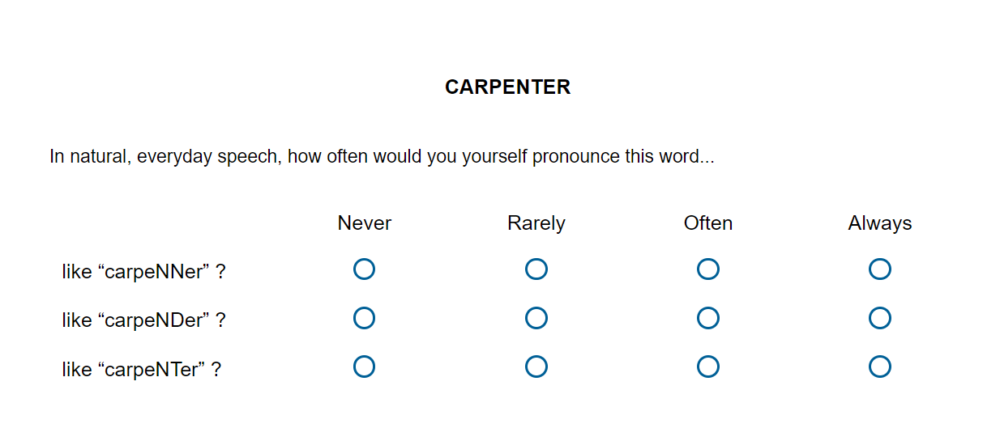 CARPENTER
In natural, everyday speech, how often would you yourself pronounce this word...
Never Rarely Often Always
like “carpeNNer” ?
like “carpeNDer” ?
like “carpeNTer” ?